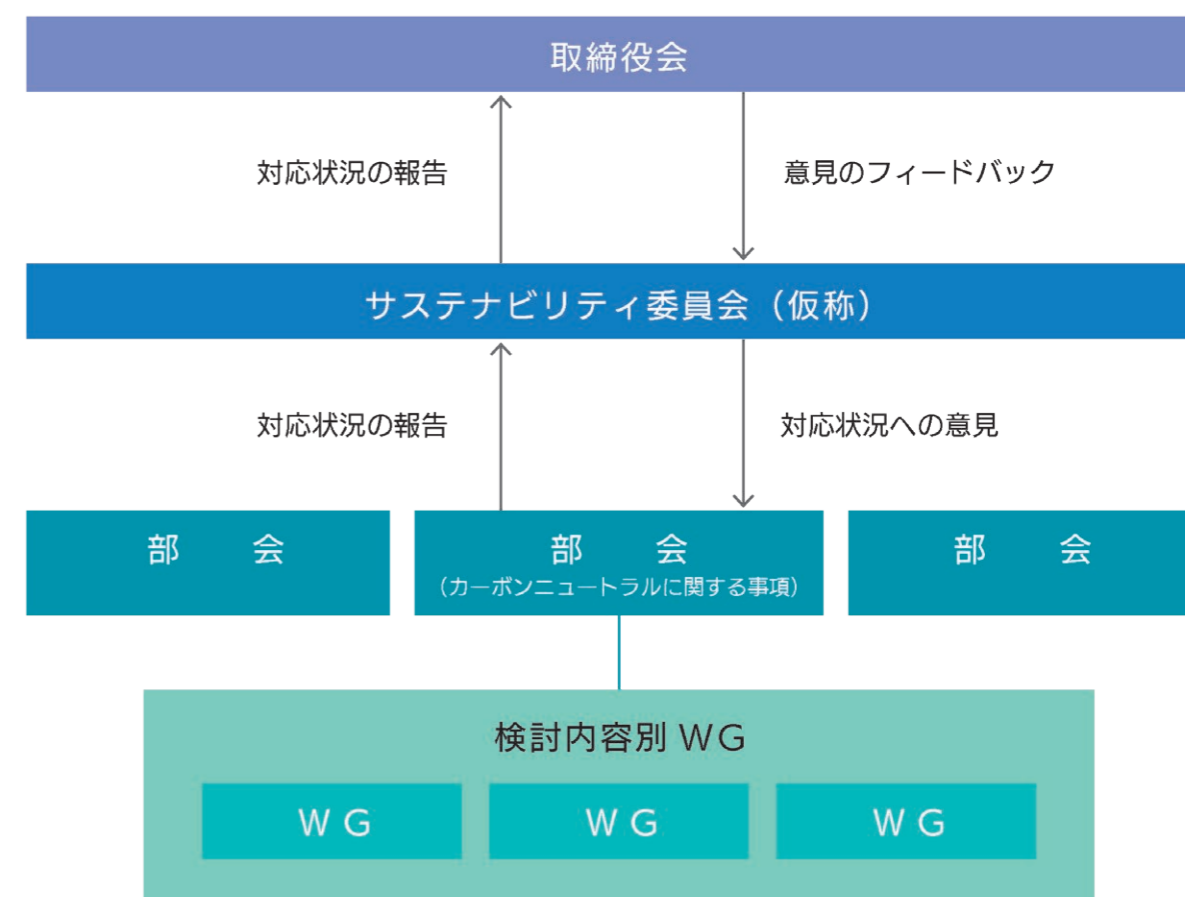 取締役会
対応状況の報告
意見のフィードバック
サステナビリティ委員会（仮称）
対応状況の報告
対応状況への意見
部　会
部　会
（カーボンニュートラルに関する事項）
部　会
検討内容別 WG
WG
WG
WG